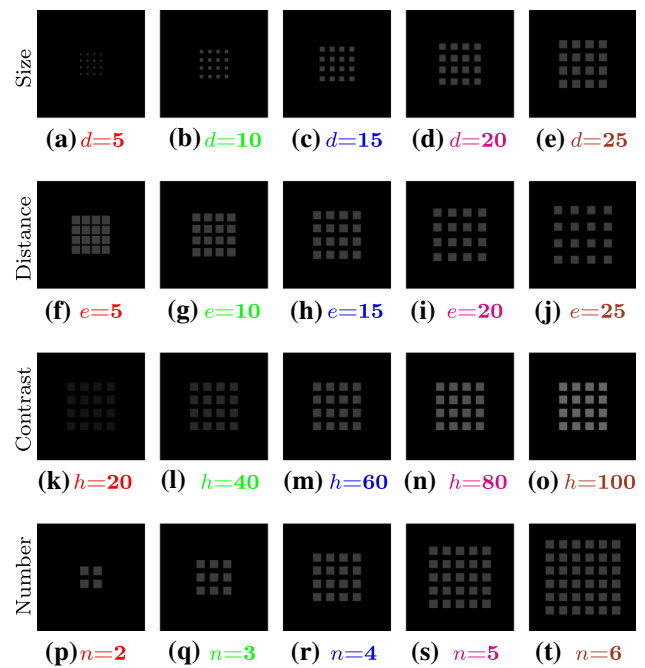 Size
(a) d=5 (b) d=10 (c) d=15 (d) d=20 (e) d=25
Distance
(f) e=5 (g) e=10 (h) e=15 (i) e=20 (j) e=25
Contrast
(k) h=20 (l) h=40 (m) h=60 (n) h=80 (o) h=100
Number
(p) n=2 (q) n=3 (r) n=4 (s) n=5 (t) n=6